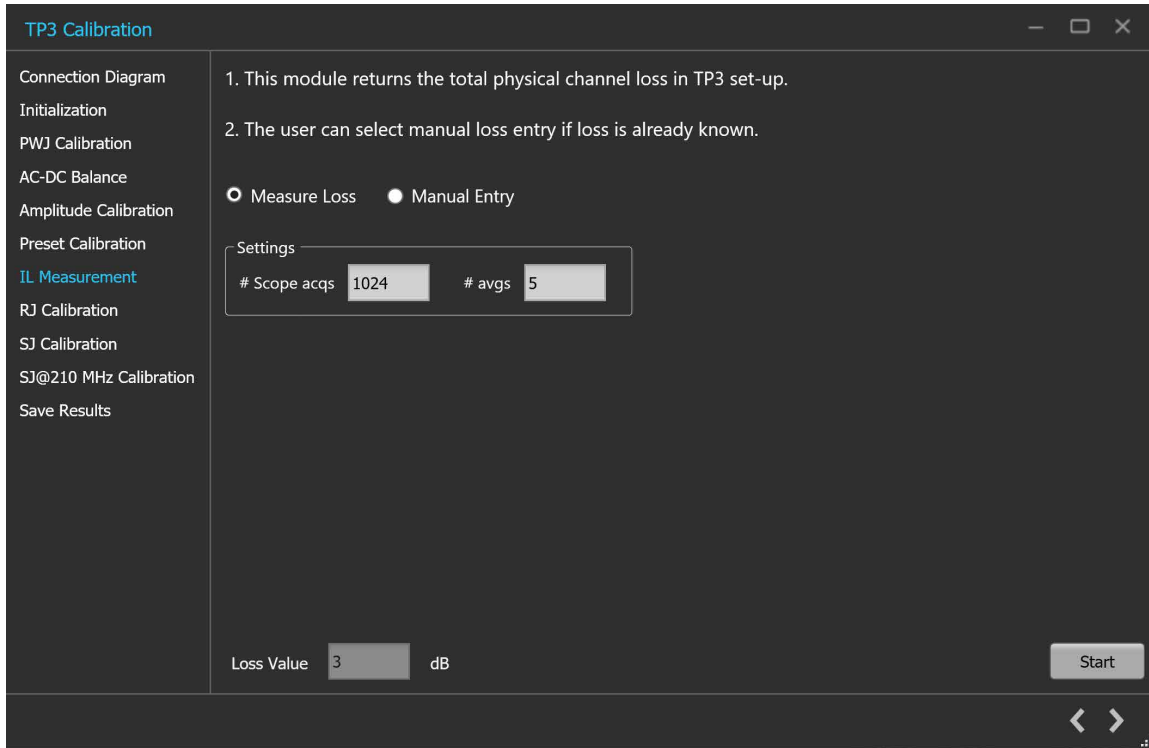 TP3 Calibration
Connection Diagram
Initialization
PWJ Calibration
AC-DC Balance
Amplitude Calibration
Preset Calibration
IL Measurement
RJ Calibration
SJ Calibration
SJ@210 MHz Calibration
Save Results
1. This module returns the total physical channel loss in TP3 set-up.
2. The user can select manual loss entry if loss is already known.
Measure Loss Manual Entry
Settings
# Scope acqs 1024 # avgs 5
Loss Value 3 dB
Start